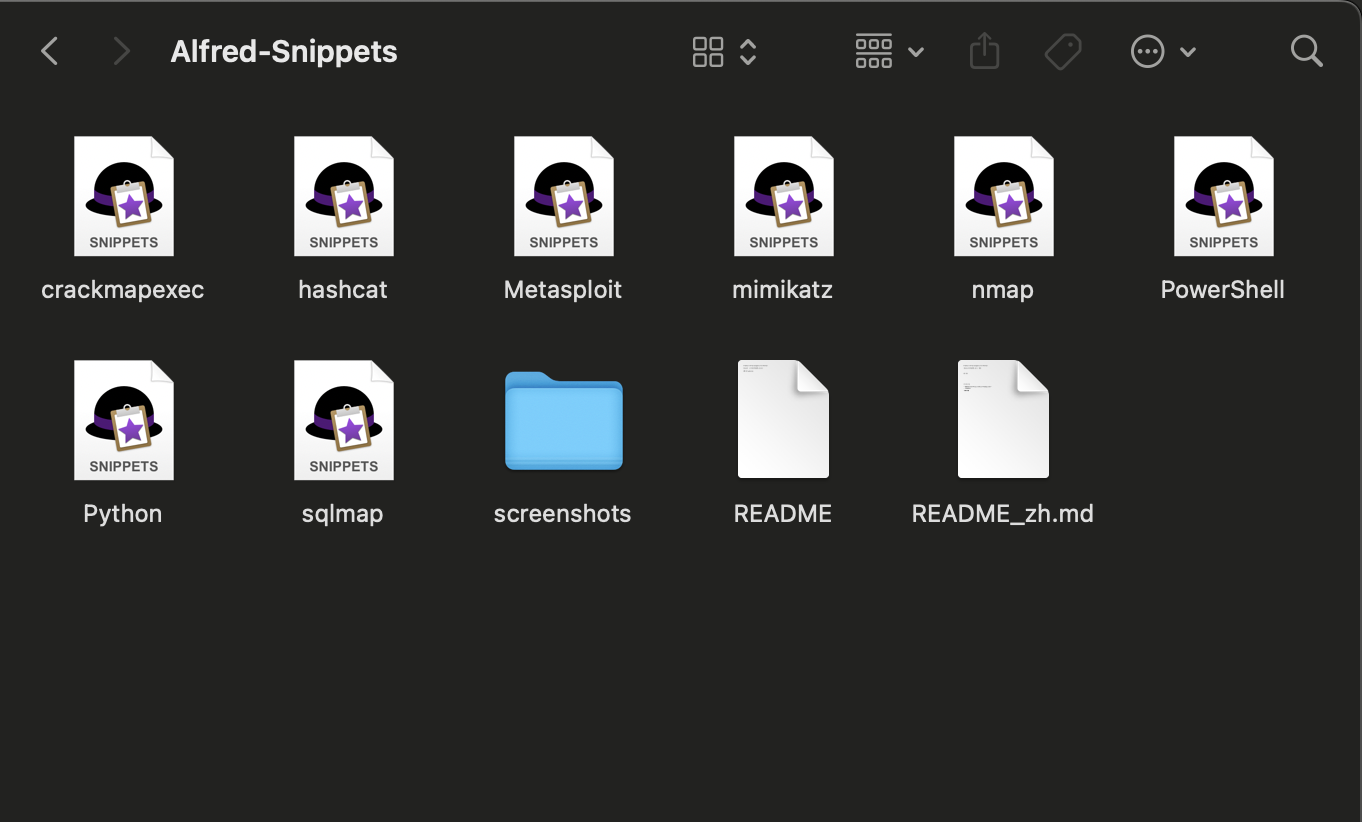 Alfred-Snippets
SNIPPETS SNIPPETS SNIPPETS SNIPPETS SNIPPETS SNIPPETS
crackmapexec hashcat Metasploit mimikatz nmap PowerShell
SNIPPETS SNIPPETS
Python sqlmap screenshots README README_zh.md